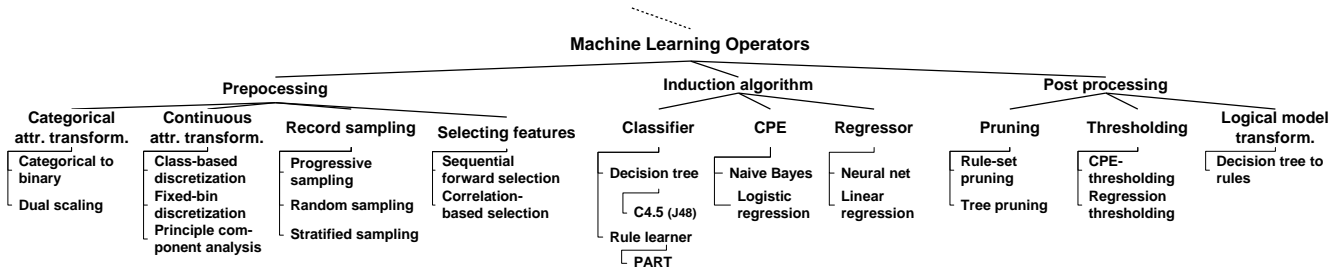 Machine Learning Operators
Prepocessing
Induction algorithm
Post processing
Categorical
attr. transform.
Continuous
attr. transform.
Record sampling
Selecting features
Classifier
CPE
Regressor
Pruning
Thresholding
Logical model
transform.
Categorical to
binary
Dual scaling
Class-based
discretization
Fixed-bin
discretization
Principle com-
ponent analysis
Progressive
sampling
Random sampling
Stratified sampling
Sequential
forward selection
Correlation-
based selection
Decision tree
C4.5 (J48)
Rule learner
PART
Naive Bayes
Logistic
regression
Neural net
Linear
regression
Rule-set
pruning
Tree pruning
CPE-
thresholding
Regression
thresholding
Decision tree to
rules